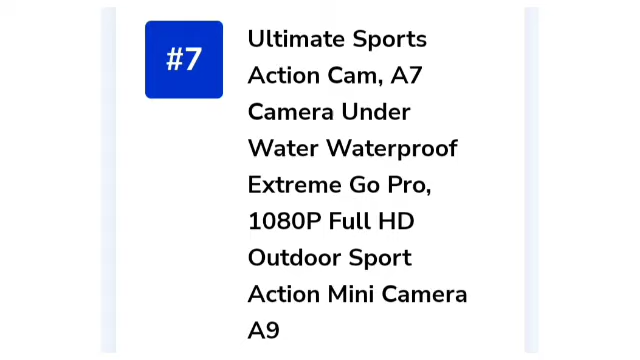 #7
Ultimate Sports
Action Cam, A7
Camera Under
Water Waterproof
Extreme Go Pro,
1080P Full HD
Outdoor Sport
Action Mini Camera
A9